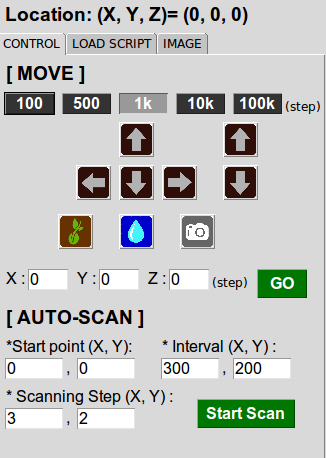 Location: (X, Y, Z)= (0, 0, 0)
CONTROL LOAD SCRIPT IMAGE
[ MOVE ]
100 500 1k 10k 100k (step)
X : 0 Y : 0 Z : 0 (step) GO
[ AUTO-SCAN ]
*Start point (X, Y): * Interval (X, Y) :
0 , 0 300 , 200
* Scanning Step (X, Y) :
3 , 2 Start Scan